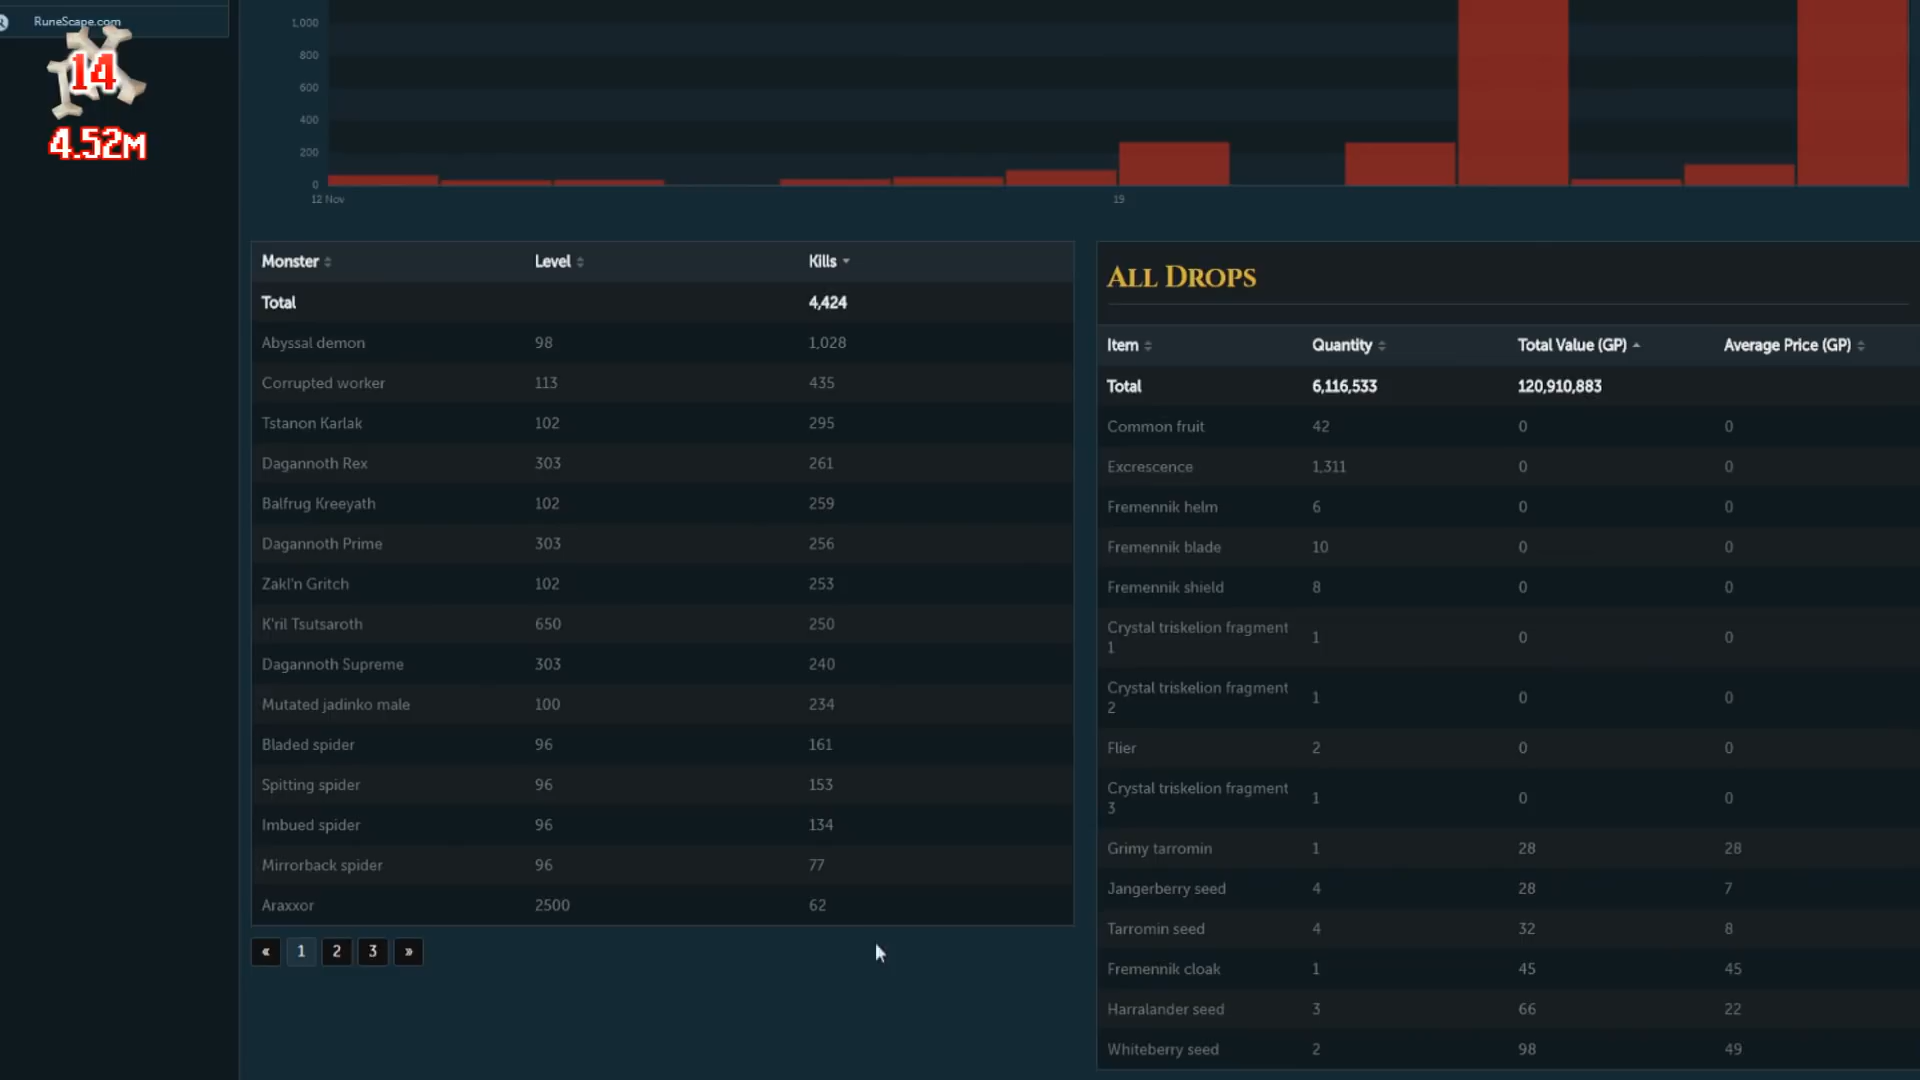 RuneScape.com
14
4.52M
1,000
800
600
400
200
0
12 Nov
19
Monster Level Kills
Total 4,424
Abyssal demon 98 1,028
Corrupted worker 113 435
Tstanon Karlak 102 295
Dagannoth Rex 303 261
Balfrug Kreeyath 102 259
Dagannoth Prime 303 256
Zakl'n Gritch 102 253
K'ril Tsutsaroth 650 250
Dagannoth Supreme 303 240
Mutated jadinko male 100 234
Bladed spider 96 161
Spitting spider 96 153
Imbued spider 96 134
Mirrorback spider 96 77
Araxxor 2500 62
« 1 2 3 »
All Drops
Item Quantity Total Value (GP) Average Price (GP)
Total 6,116,533 120,910,883
Common fruit 42 0 0
Excrescence 1,311 0 0
Fremennik helm 6 0 0
Fremennik blade 10 0 0
Fremennik shield 8 0 0
Crystal triskelion fragment
1 1 0 0
Crystal triskelion fragment
2 1 0 0
Flier 2 0 0
Crystal triskelion fragment
3 1 0 0
Grimy tarromin 1 28 28
Jangerberry seed 4 28 7
Tarromin seed 4 32 8
Fremennik cloak 1 45 45
Harralander seed 3 66 22
Whiteberry seed 2 98 49